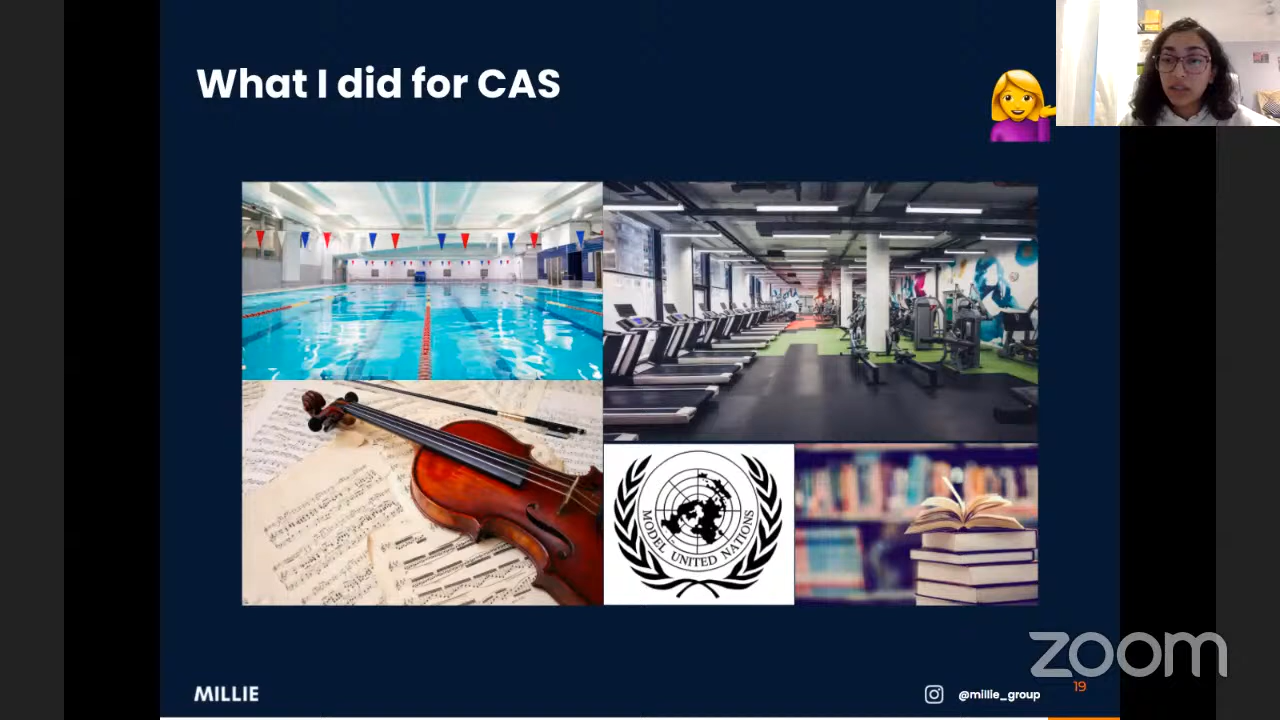 What I did for CAS
MODEL UNITED NATIONS
zoom
MILLIE
@millie_group
19